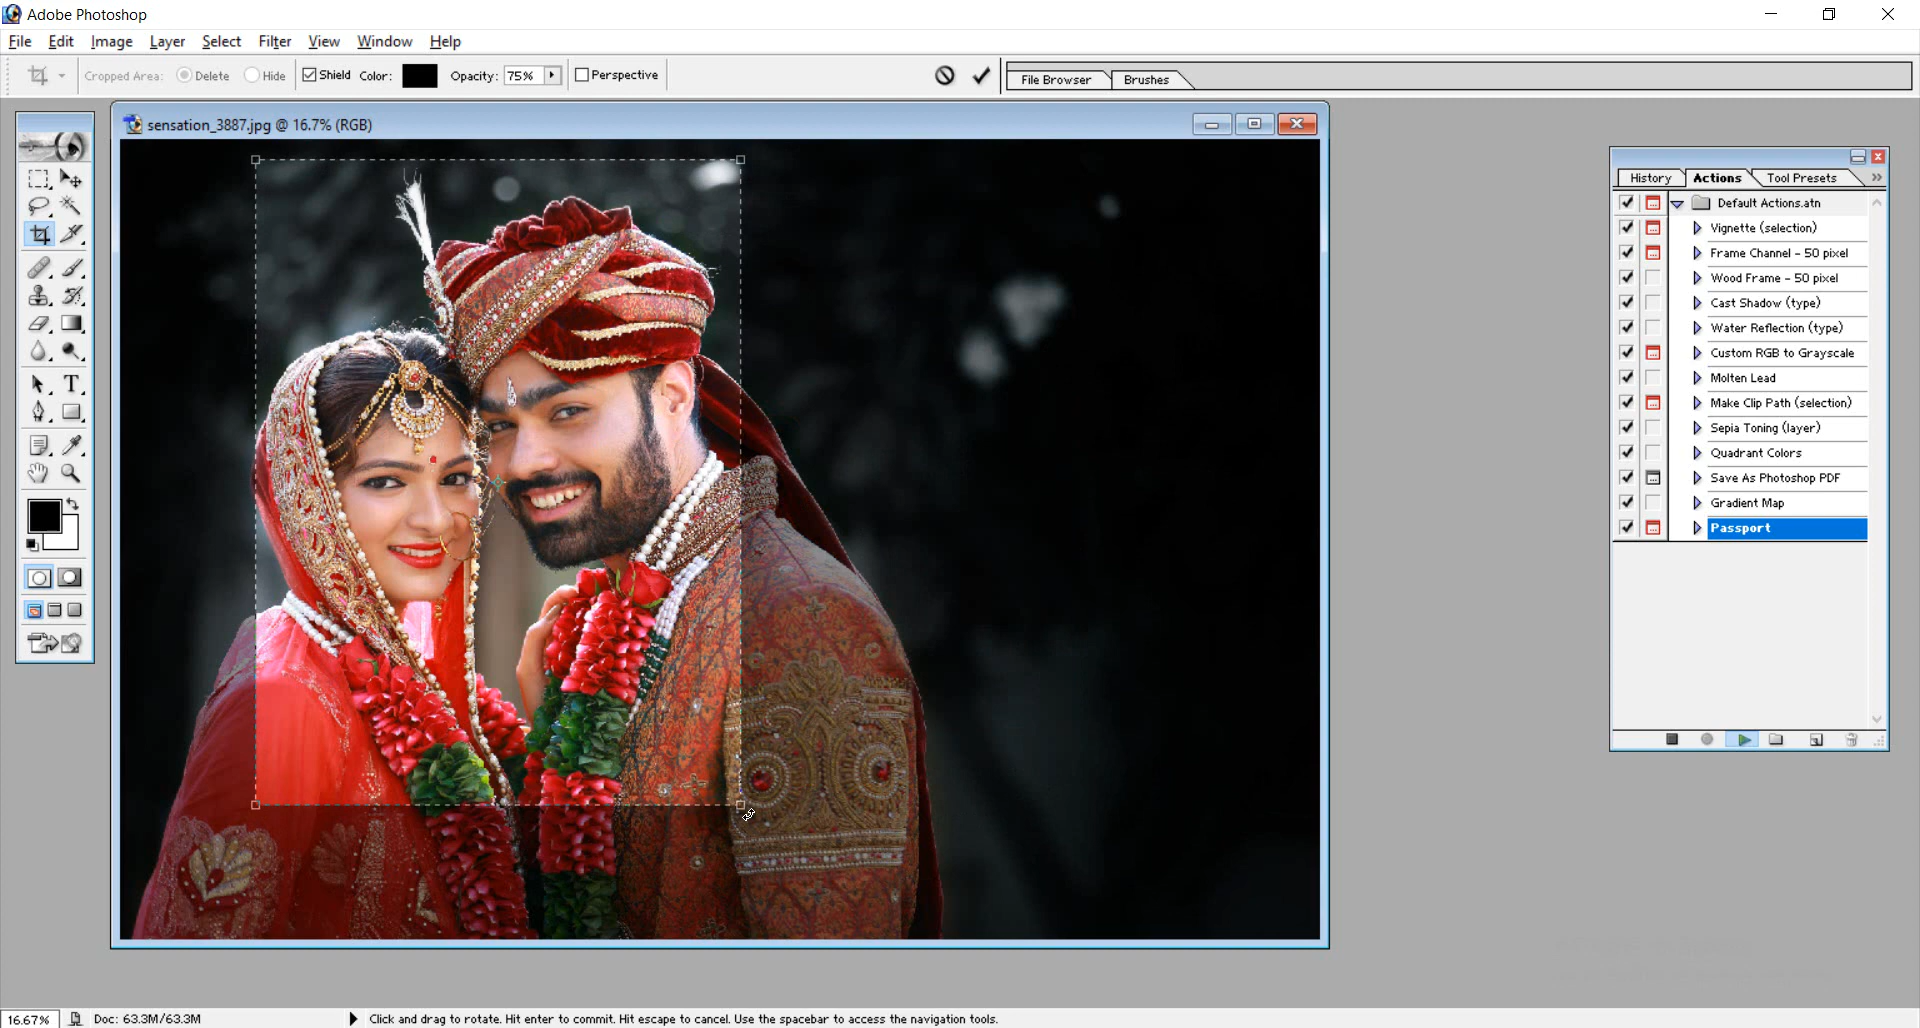 Adobe Photoshop
File Edit Image Layer Select Filter View Window Help
Cropped Area: Delete Hide Shield Color: Opacity: 75% Perspective File Browser Brushes
sensation_3887.jpg @ 16.7% (RGB)
History Actions Tool Presets
Default Actions.atn
Vignette (selection)
Frame Channel - 50 pixel
Wood Frame - 50 pixel
Cast Shadow (type)
Water Reflection (type)
Custom RGB to Grayscale
Molten Lead
Make Clip Path (selection)
Sepia Toning (layer)
Quadrant Colors
Save As Photoshop PDF
Gradient Map
Passport
16.67% Doc: 63.3M/63.3M Click and drag to rotate. Hit enter to commit. Hit escape to cancel. Use the spacebar to access the navigation tools.